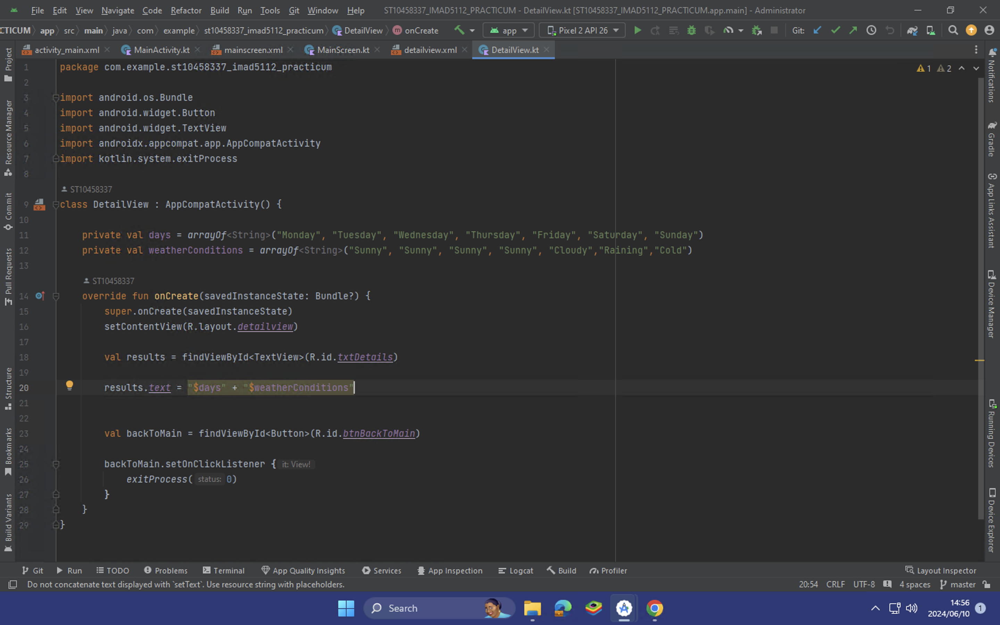 File Edit View Navigate Code Refactor Build Run Tools Git Window Help ST10458337_IMAD5112_PRACTICUM - DetailView.kt [ST10458337_IMAD5112_PRACTICUM.app.main] - Administrator
CTICUM app src main java com example st10458337_imad5112_practicum DetailView m onCreate app Pixel 2 API 26 Git:
activity_main.xml MainActivity.kt mainscreen.xml MainScreen.kt detailview.xml DetailView.kt
1 package com.example.st10458337_imad5112_practicum
1 2
2
3 import android.os.Bundle
4 import android.widget.Button
5 import android.widget.TextView
6 import androidx.appcompat.app.AppCompatActivity
7 import kotlin.system.exitProcess
8
ST10458337
9 class DetailView : AppCompatActivity() {
10
11 private val days = arrayOf<String>("Monday", "Tuesday", "Wednesday", "Thursday", "Friday", "Saturday", "Sunday")
12 private val weatherConditions = arrayOf<String>("Sunny", "Sunny", "Sunny", "Sunny", "Cloudy","Raining","Cold")
13
ST10458337
14 override fun onCreate(savedInstanceState: Bundle?) {
15 super.onCreate(savedInstanceState)
16 setContentView(R.layout.detailview)
17
18 val results = findViewById<TextView>(R.id.txtDetails)
19
20 results.text = "$days" + "$weatherConditions"
21
22
23 val backToMain = findViewById<Button>(R.id.btnBackToMain)
24
25 backToMain.setOnClickListener { it: View!
26 exitProcess( status: 0)
27 }
28 }
29 }
Project
Resource Manager
Commit
Pull Requests
Structure
Bookmarks
Build Variants
Notifications
Gradle
App Links Assistant
Device Manager
Running Devices
Device Explorer
Git Run TODO Problems Terminal App Quality Insights Services App Inspection Logcat Build Profiler Layout Inspector
Do not concatenate text displayed with `setText`. Use resource string with placeholders. 20:54 CRLF UTF-8 4 spaces master
Search
14:56
2024/06/10
1